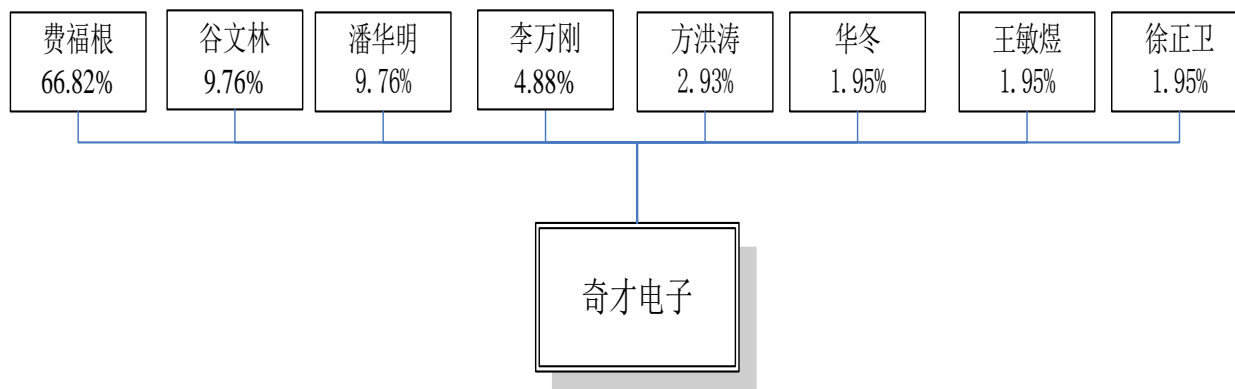 费福根
66.82%
谷文林
9.76%
潘华明
9.76%
李万刚
4.88%
方洪涛
2.93%
华冬
1.95%
王敏煜
1.95%
徐正卫
1.95%
奇才电子